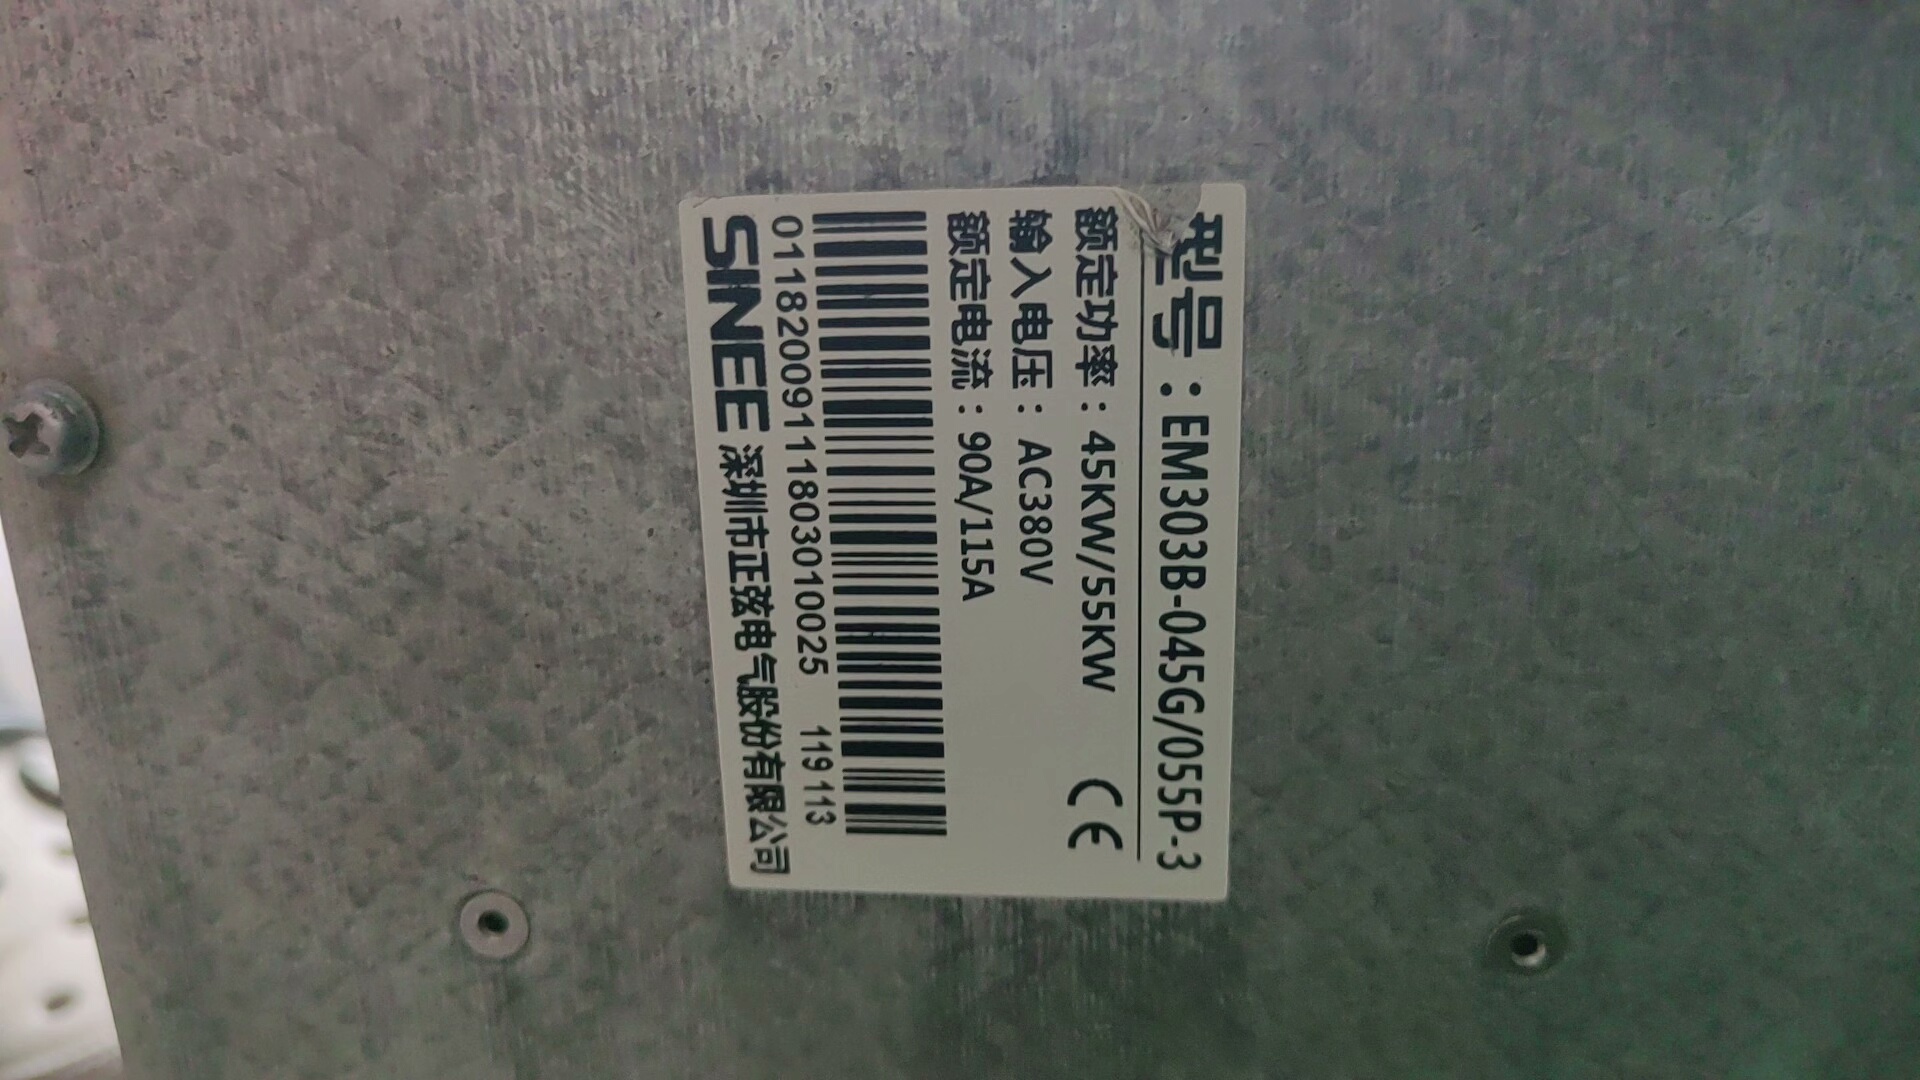 型号：EM303B-045G/055P-3
额定功率：45KW/55KW
输入电压：AC380V
额定电流：90A/115A
CE
01182009111803010025 119113
SINEE 深圳市正弦电气股份有限公司